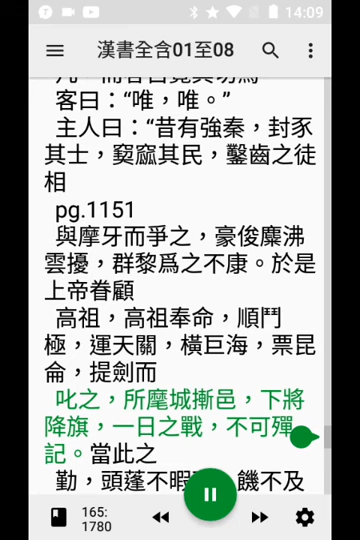 14:09
漢書全含01至08
客曰：“唯，唯。”
主人曰：“昔有強秦，封豕
其士，窫窳其民，鑿齒之徒
相
pg.1151
與摩牙而爭之，豪俊麋沸
雲擾，群黎爲之不康。於是
上帝眷顧
高祖，高祖奉命，順鬥
極，運天關，橫巨海，票昆
侖，提劍而
叱之，所麾城摲邑，下將
降旗，一日之戰，不可殫
記。當此之
勤，頭蓬不暇 饑不及
165:
1780